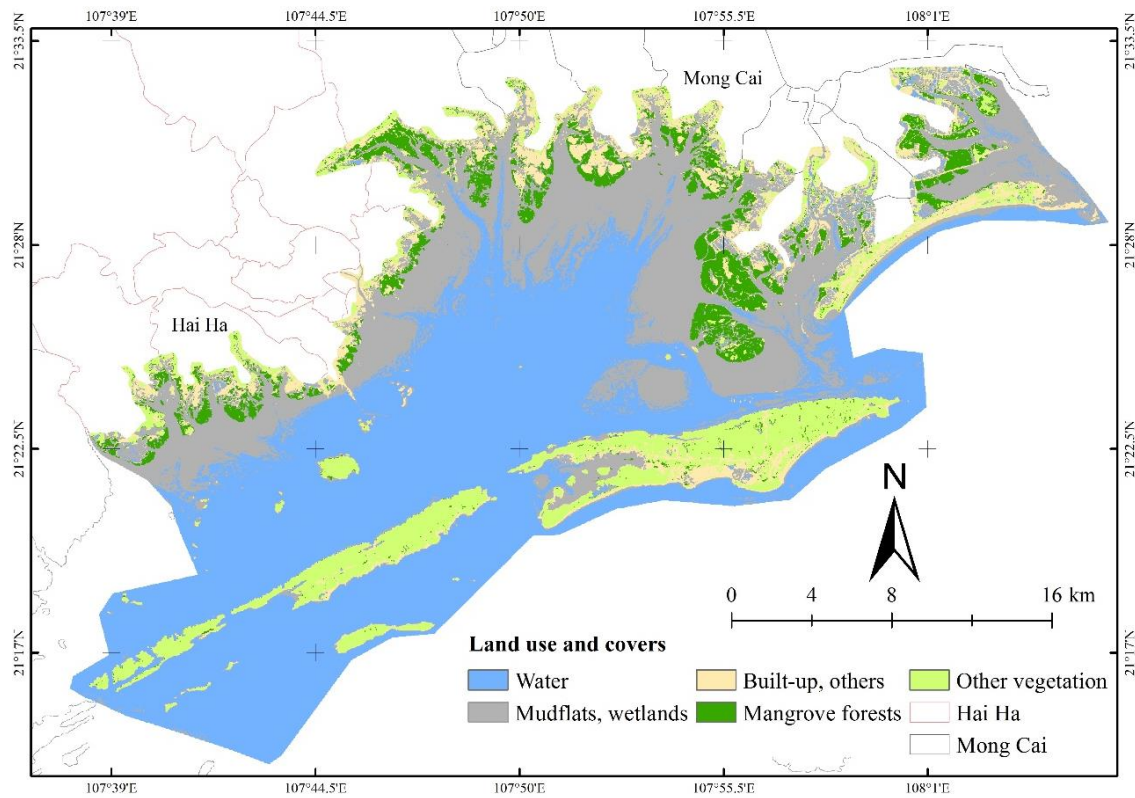 107°39'E 107°44.5'E 107°50'E 107°55.5'E 108°1'E
21°33.5'N 21°33.5'N
Mong Cai
21°28'N 21°28'N
Hai Ha
21°22.5'N 21°22.5'N
N
0 4 8 16 km
21°17'N 21°17'N
Land use and covers
Water Built-up, others Other vegetation
Mudflats, wetlands Mangrove forests Hai Ha
Mong Cai
107°39'E 107°44.5'E 107°50'E 107°55.5'E 108°1'E